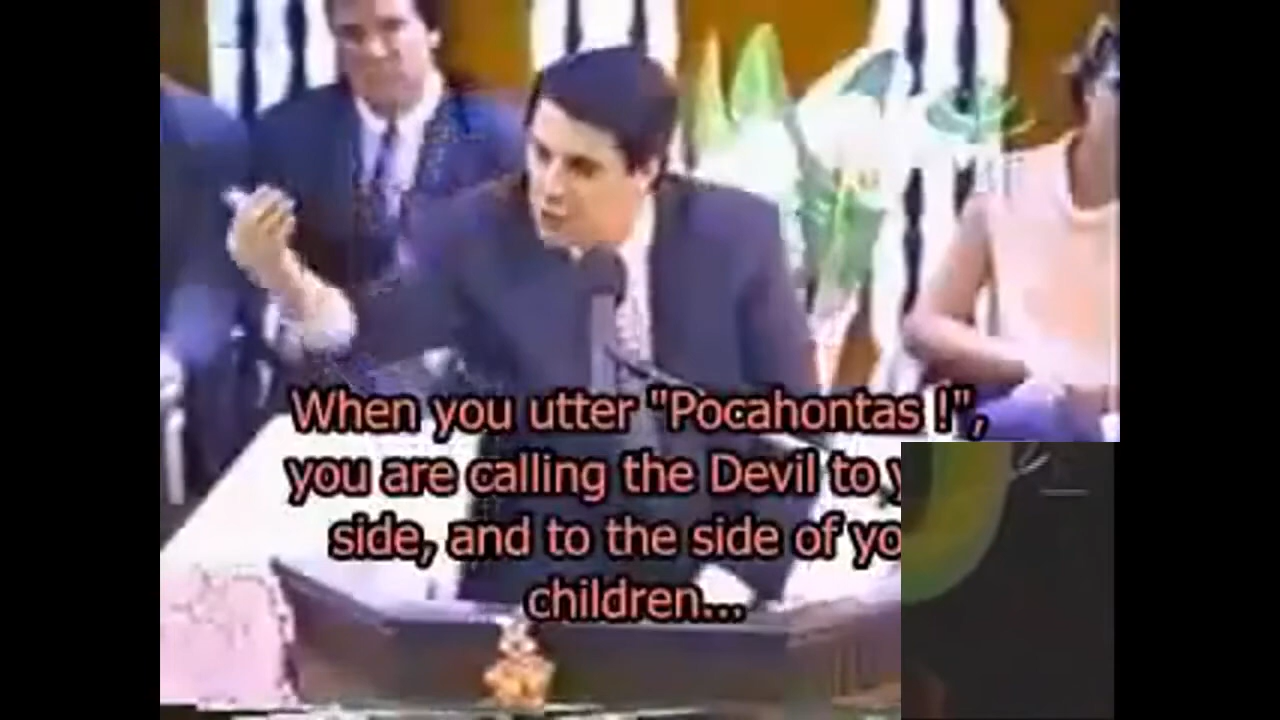 When you utter "Pocahontas !",
you are calling the Devil to
side, and to the side of
children...